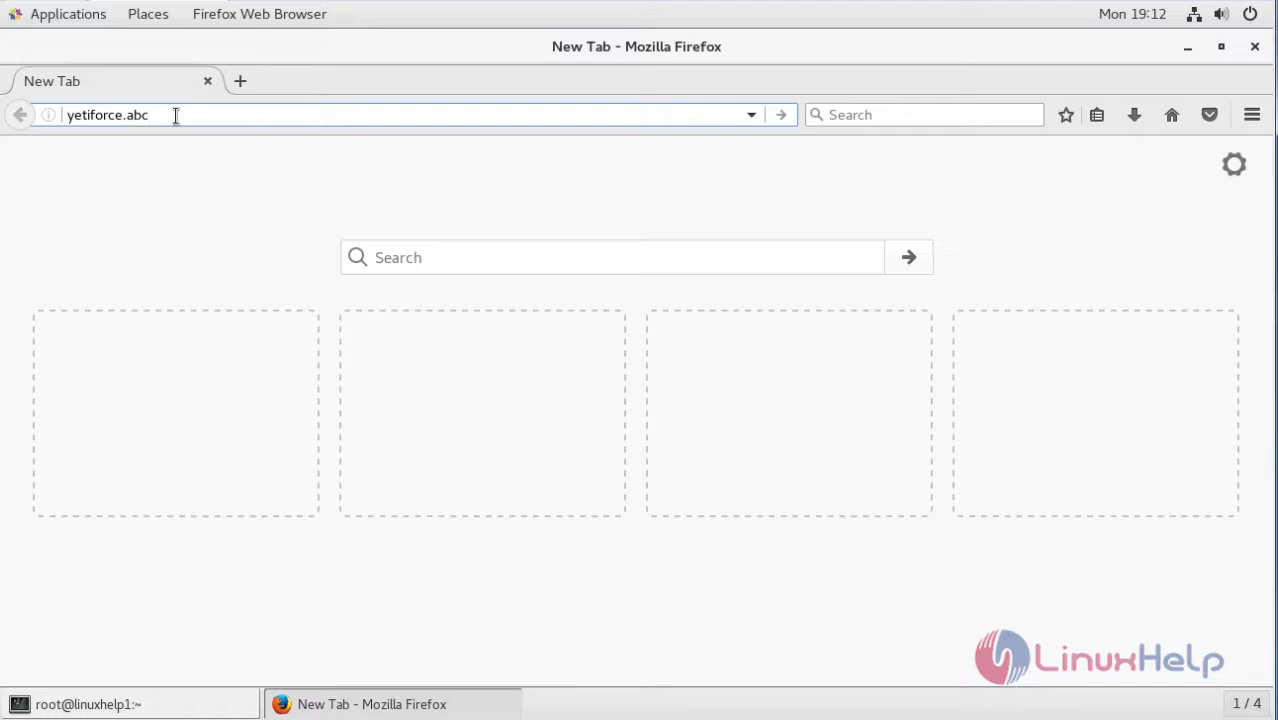 Applications Places Firefox Web Browser Mon 19:12
New Tab - Mozilla Firefox
New Tab
yetiforce.abc Search
Search
LinuxHelp
root@linuxhelp1:~ New Tab - Mozilla Firefox 1 / 4